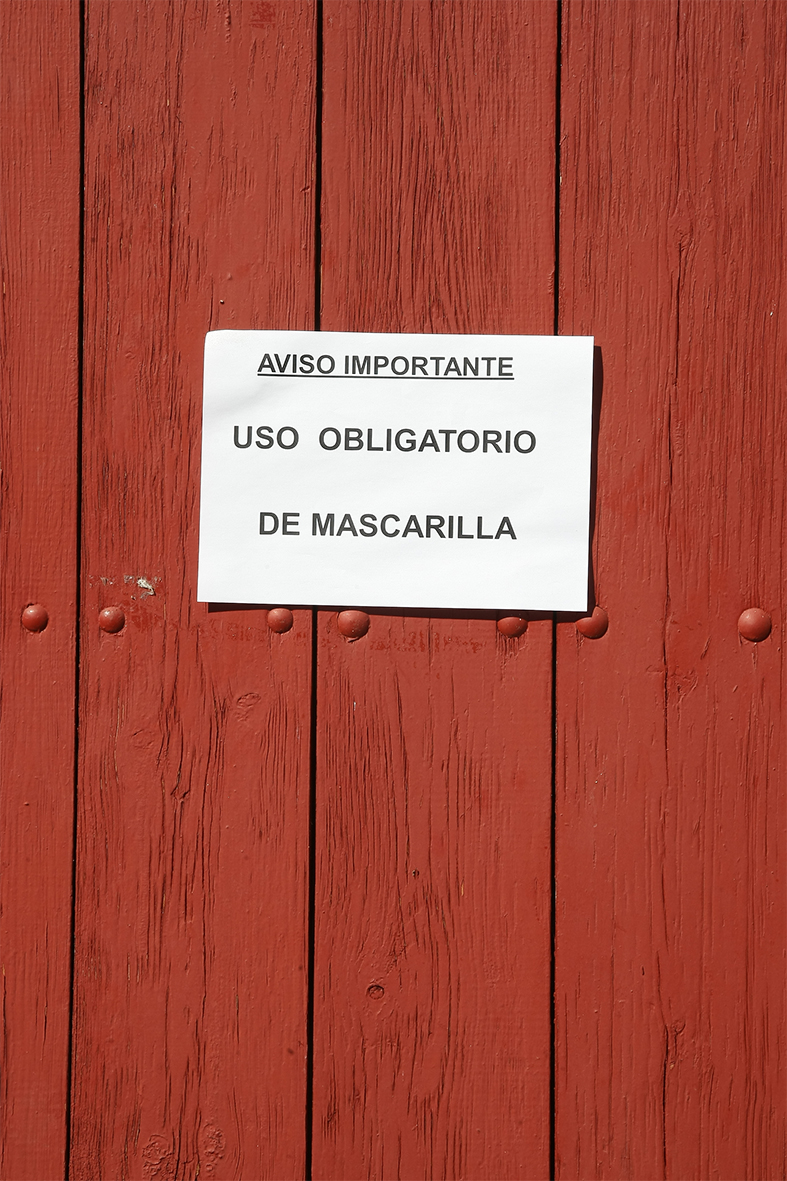 AVISO IMPORTANTE
USO OBLIGATORIO
DE MASCARILLA